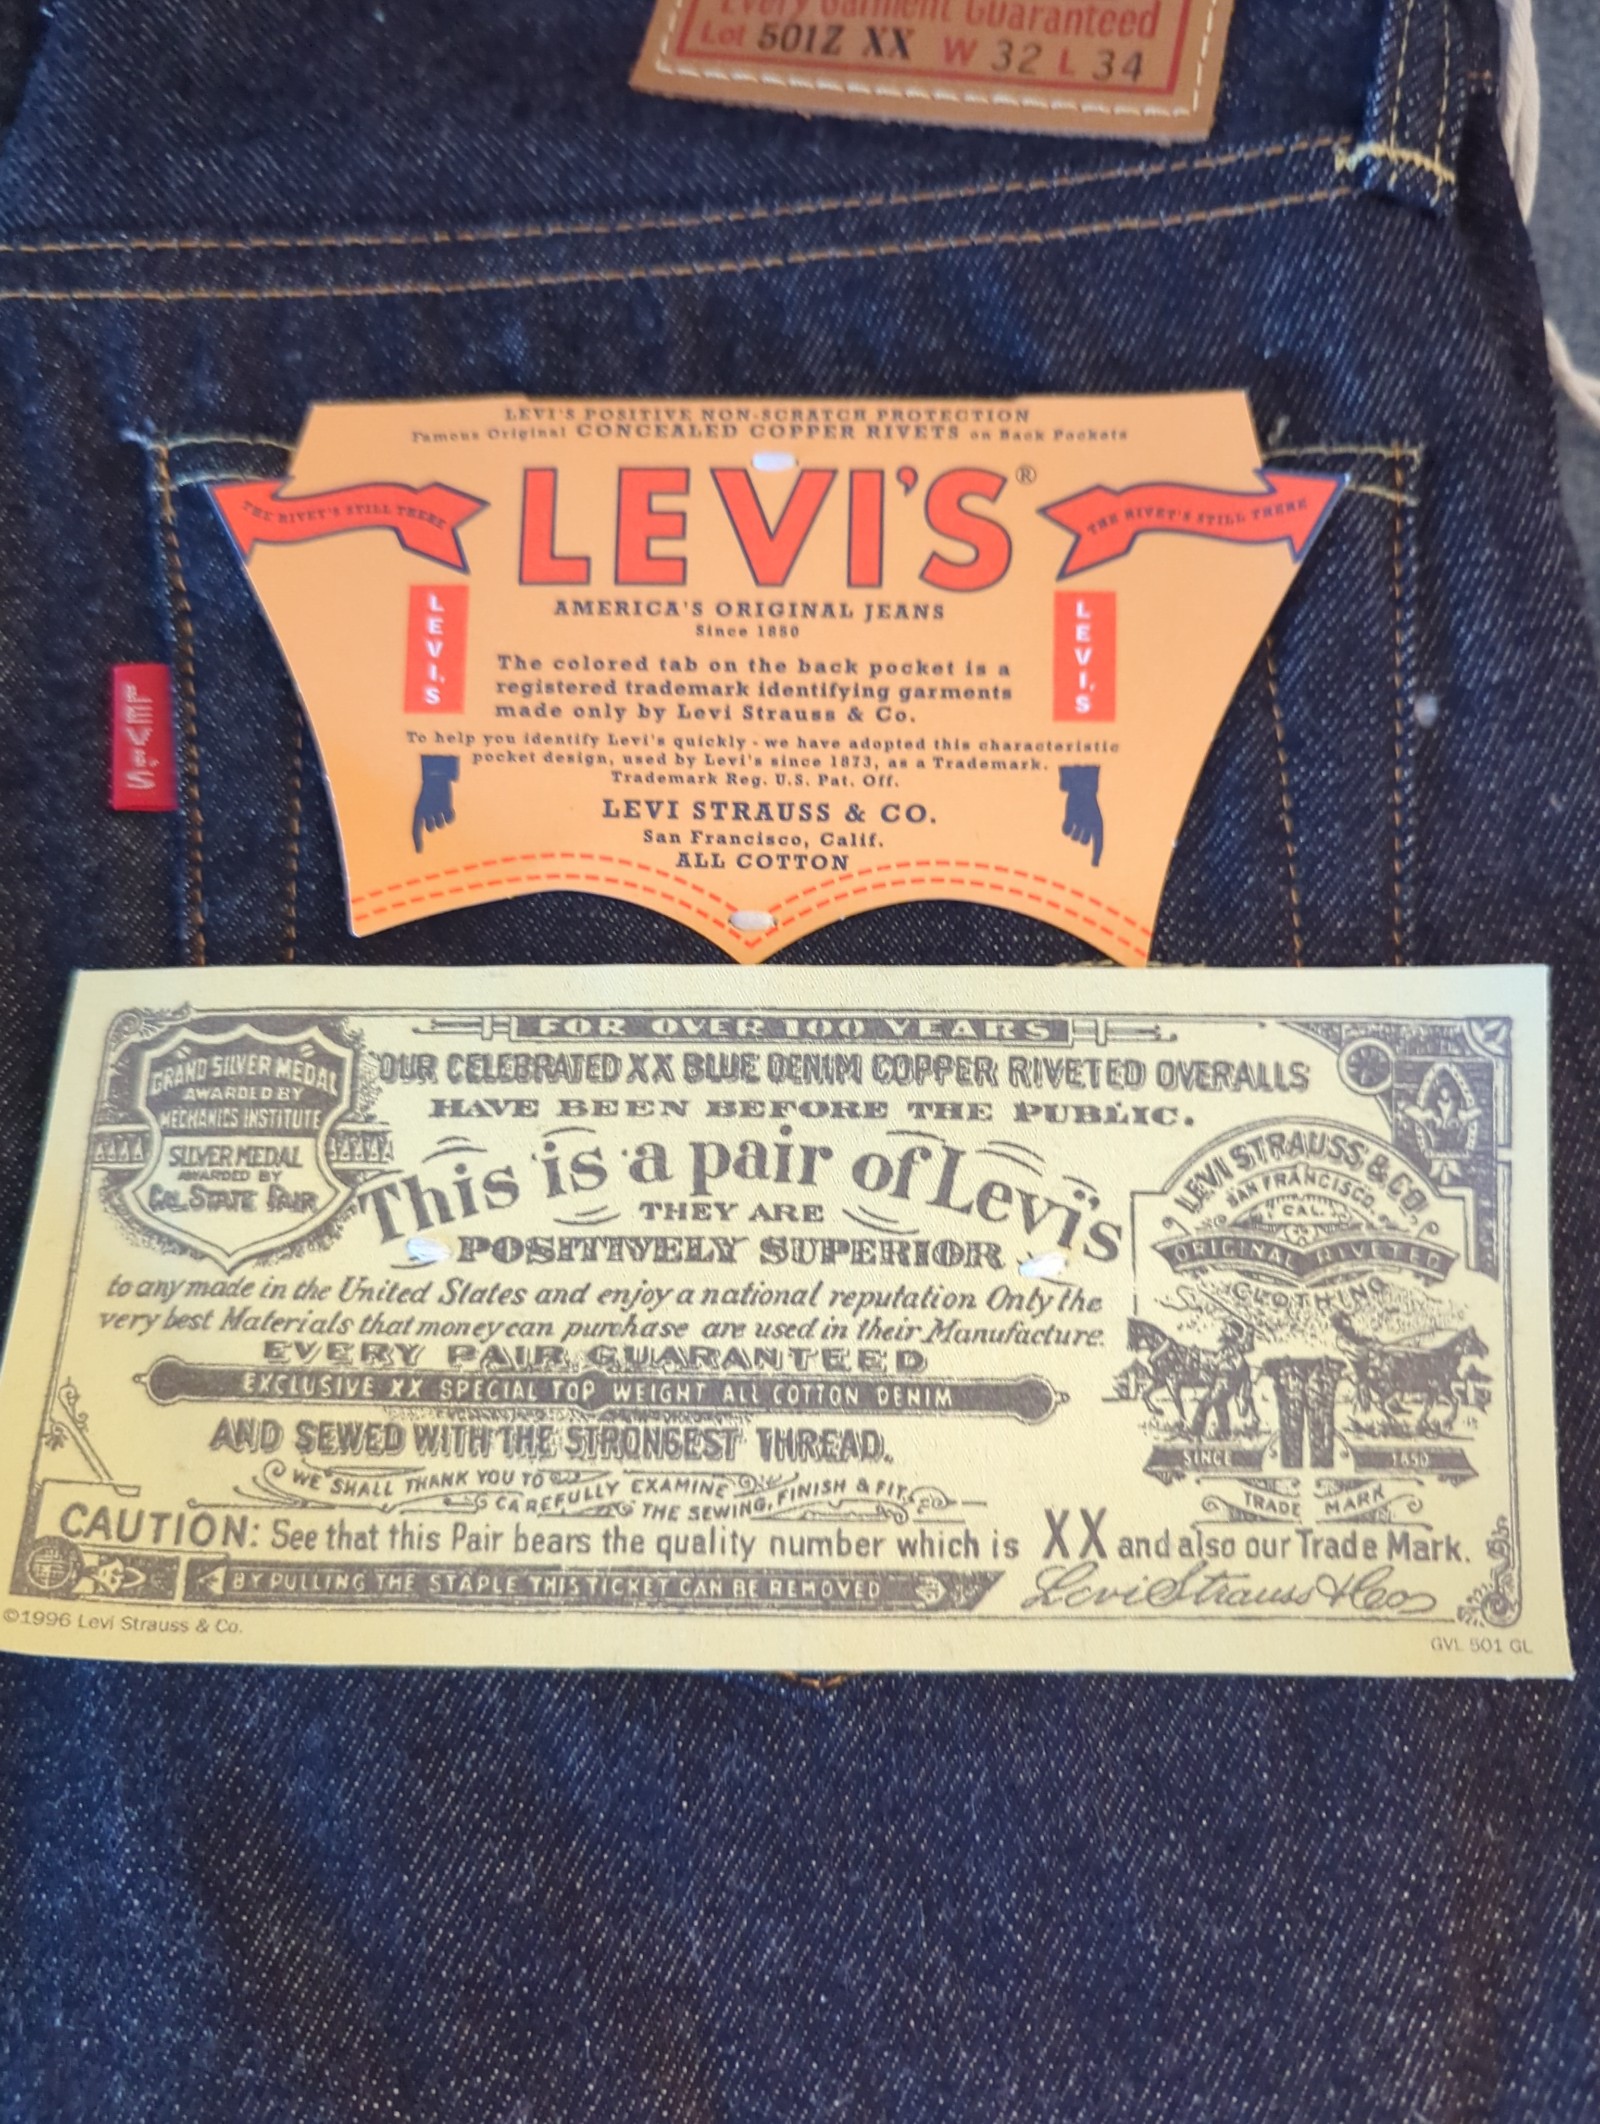 Every Garment Guaranteed
Lot 501Z XX W 32 L 34
LEVI'S POSITIVE NON-SCRATCH PROTECTION
Famous Original CONCEALED COPPER RIVETS on Back Pockets
LEVI'S®
THE RIVET'S STILL THERE
THE RIVET'S STILL THERE
AMERICA'S ORIGINAL JEANS
Since 1850
LEVI'S
LEVI'S
The colored tab on the back pocket is a
registered trademark identifying garments
made only by Levi Strauss & Co.
To help you identify Levi's quickly - we have adopted this characteristic
pocket design, used by Levi's since 1873, as a Trademark.
Trademark Reg. U.S. Pat. Off.
LEVI STRAUSS & CO.
San Francisco, Calif.
ALL COTTON
LEVI'S
FOR OVER 100 YEARS
OUR CELEBRATED XX BLUE DENIM COPPER RIVETED OVERALLS
HAVE BEEN BEFORE THE PUBLIC.
GRAND SILVER MEDAL
AWARDED BY
MECHANICS INSTITUTE
SILVER MEDAL
AWARDED BY
CAL. STATE FAIR
This is a pair of Levi's
THEY ARE
POSITIVELY SUPERIOR
to any made in the United States and enjoy a national reputation Only the
very best Materials that money can purchase are used in their Manufacture.
EVERY PAIR GUARANTEED
EXCLUSIVE XX SPECIAL TOP WEIGHT ALL COTTON DENIM
AND SEWED WITH THE STRONGEST THREAD.
WE SHALL THANK YOU TO CAREFULLY EXAMINE
THE SEWING, FINISH & FIT.
LEVI STRAUSS & CO.
SAN FRANCISCO.
CAL.
ORIGINAL RIVETED
CLOTHING
SINCE 1850
TRADE MARK
CAUTION: See that this Pair bears the quality number which is XX and also our Trade Mark.
BY PULLING THE STAPLE THIS TICKET CAN BE REMOVED
Levi Strauss & Co
©1996 Levi Strauss & Co.
GVL 501 GL